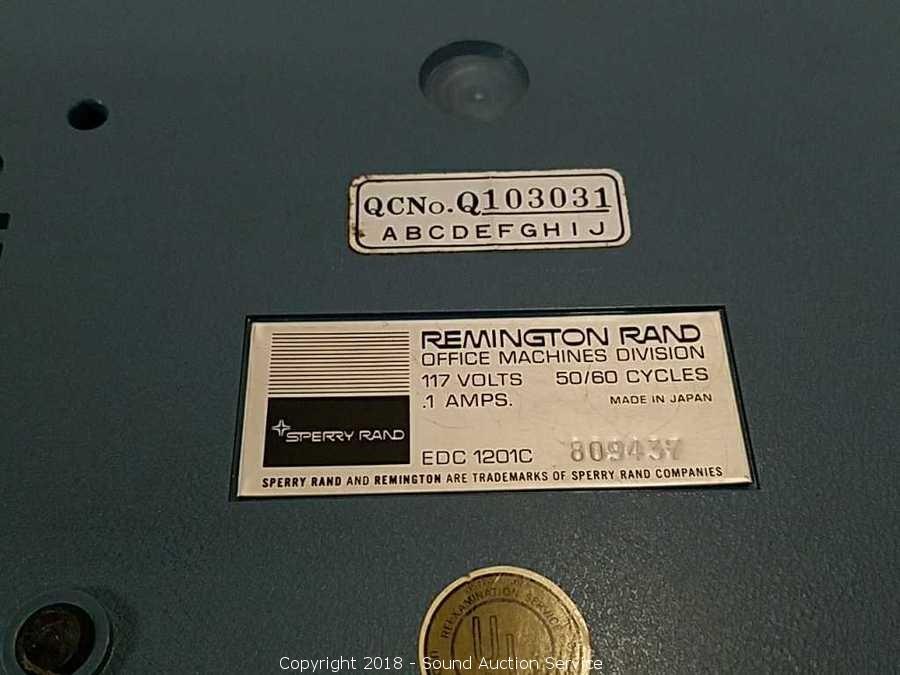 QCNo.Q103031
ABCDEFGHIJ
REMINGTON RAND
OFFICE MACHINES DIVISION
117 VOLTS 50/60 CYCLES
.1 AMPS. MADE IN JAPAN
SPERRY RAND
EDC 1201C 809437
SPERRY RAND AND REMINGTON ARE TRADEMARKS OF SPERRY RAND COMPANIES
REEXAMINATION SERVICE
Copyright 2018 - Sound Auction Service